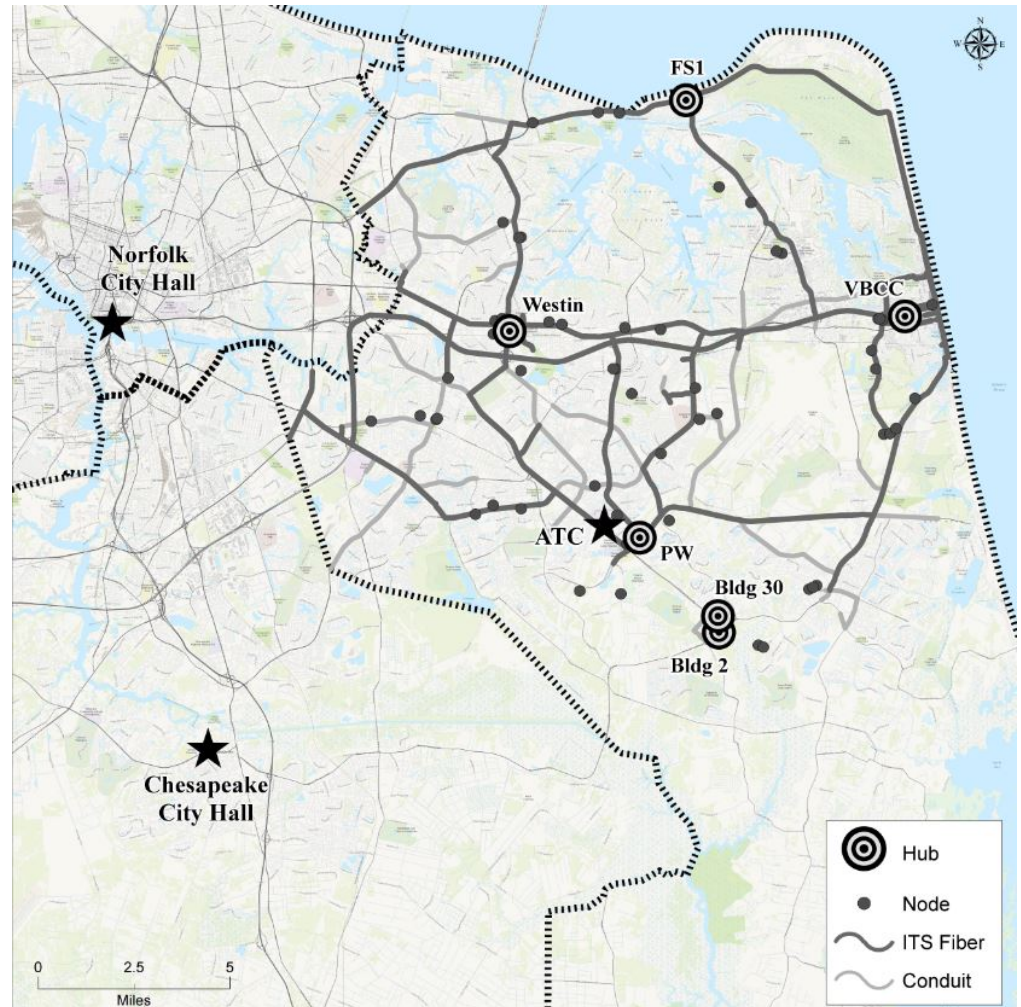 N
W E
S
FS1
Norfolk
City Hall
VBCC
Westin
ATC
PW
Bldg 30
Bldg 2
Chesapeake
City Hall
Hub
Node
ITS Fiber
Conduit
0 2.5 5
Miles